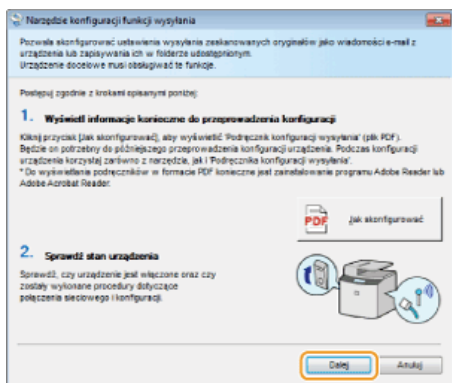 Narzędzie konfiguracji funkcji wysyłania
Pozwala skonfigurować ustawienia wysyłania zeskanowanych oryginałów jako wiadomości e-mail z
urządzenia lub zapisywania ich w folderze udostępnionym.
Urządzenie docelowe musi obsługiwać te funkcje.
Postępuj zgodnie z krokami opisanymi poniżej:
1. Wyświetl informacje konieczne do przeprowadzenia konfiguracji
Kliknij przycisk [Jak skonfigurować], aby wyświetlić 'Podręcznik konfiguracji wysyłania' (plik PDF).
Będzie on potrzebny do późniejszego przeprowadzenia konfiguracji urządzenia. Podczas konfiguracji
urządzenia korzystaj zarówno z narzędzia, jak i 'Podręcznika konfiguracji wysyłania'.
* Do wyświetlania podręczników w formacie PDF konieczne jest zainstalowanie programu Adobe Reader lub
Adobe Acrobat Reader.
PDF Jak skonfigurować
2. Sprawdź stan urządzenia
Sprawdź, czy urządzenie jest włączone oraz czy
zostały wykonane procedury dotyczące
połączenia sieciowego i konfiguracji.
Dalej Anuluj